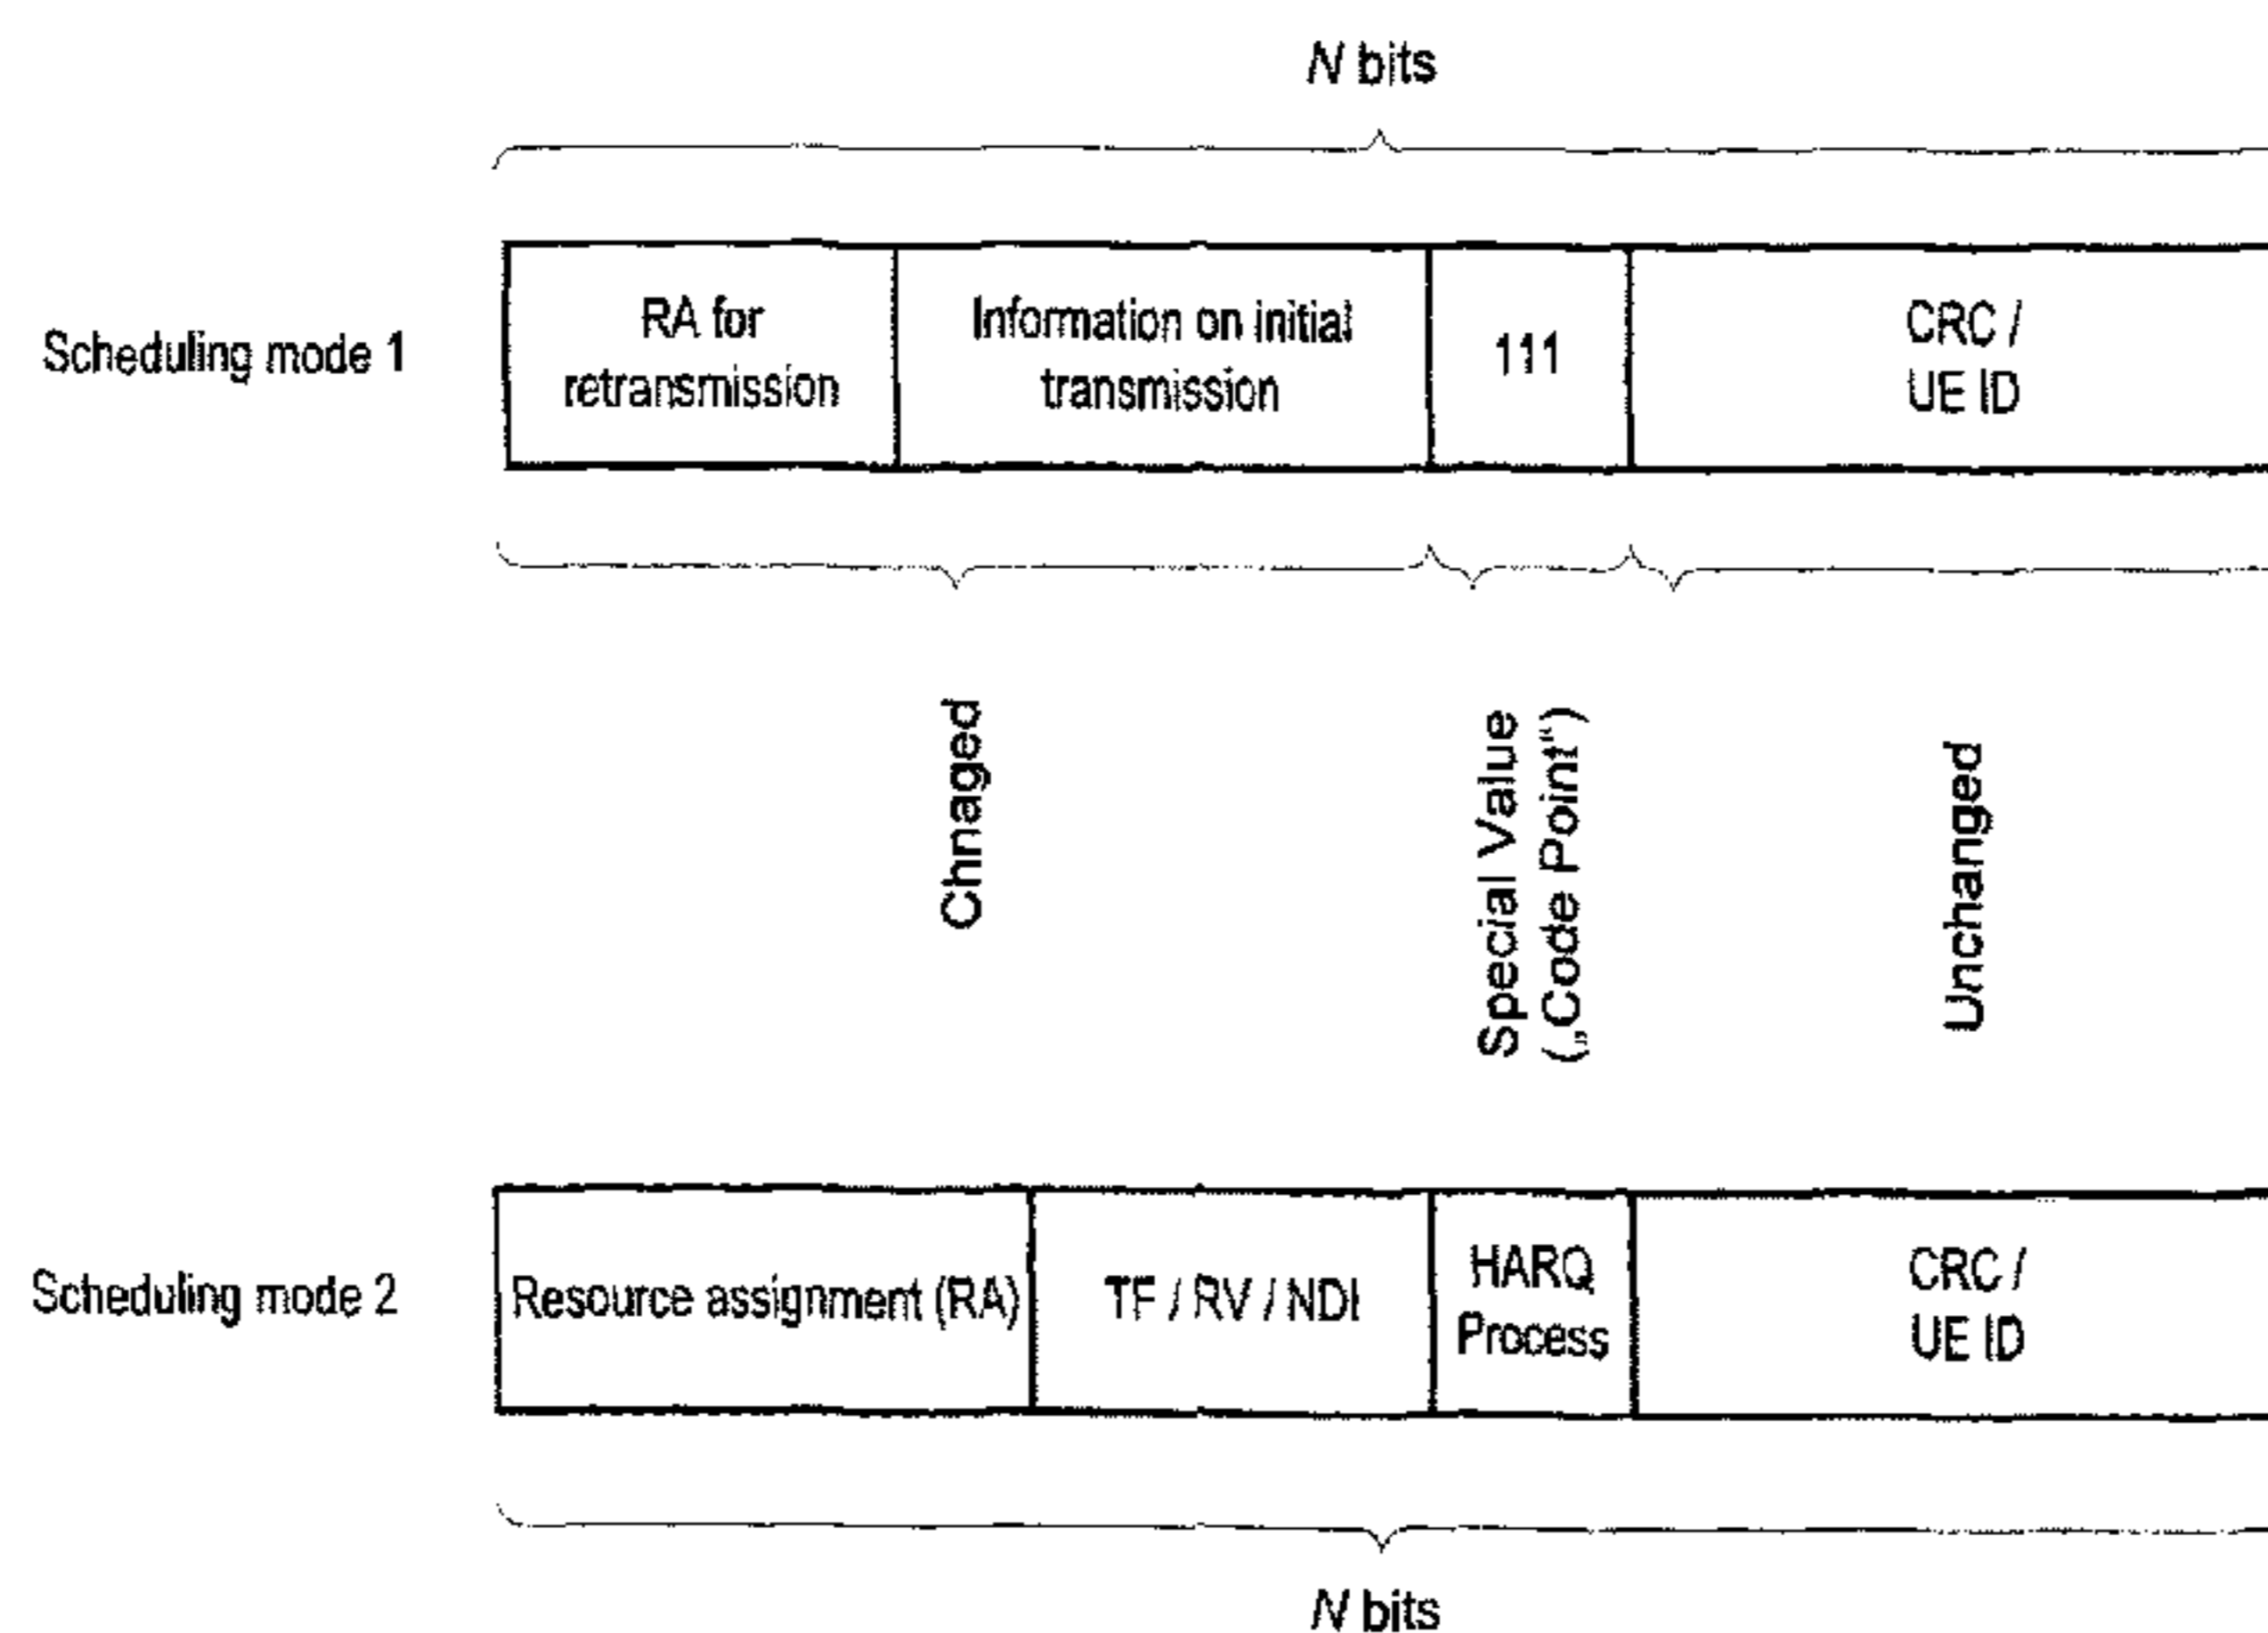 N bits
Scheduling mode 1
RA for
retransmission
Information on initial
transmission
111
CRC /
UE ID
Chnaged
Special Value
(„Code Point“)
Unchanged
Scheduling mode 2
Resource assignment (RA)
TF / RV / NDI
HARQ
Process
CRC /
UE ID
N bits